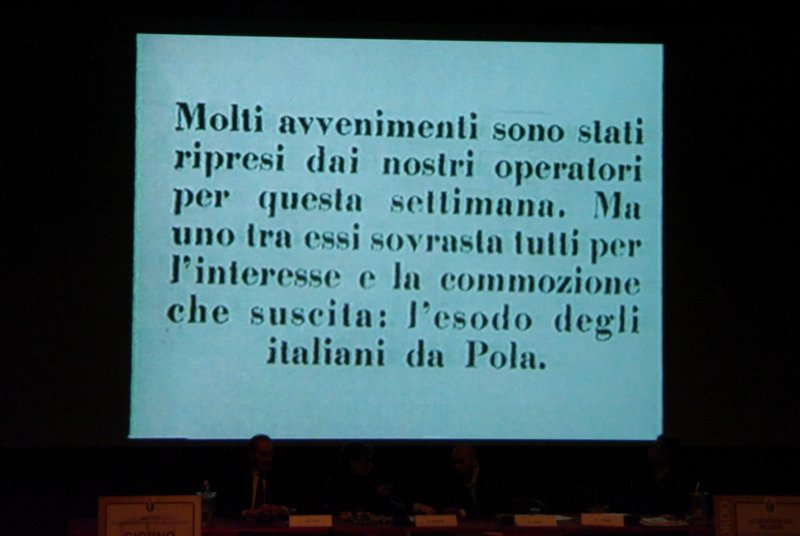 Molti avvenimenti sono stati
ripresi dai nostri operatori
per questa settimana. Ma
uno tra essi sovrasta tutti per
l'interesse e la commozione
che suscita: l'esodo degli
italiani da Pola.
GIORNO